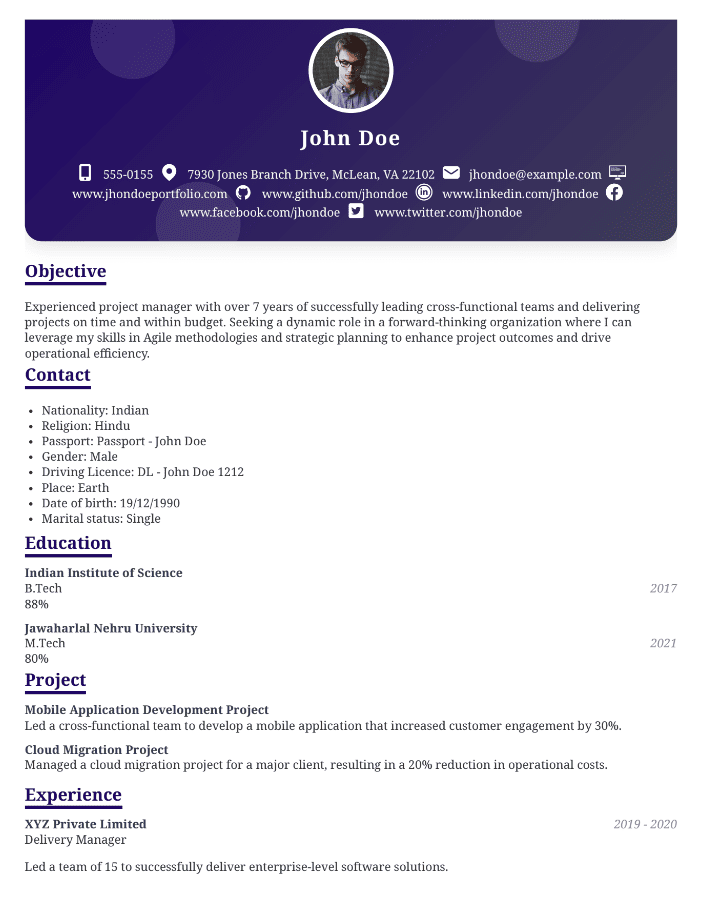 John Doe
555-0155 7930 Jones Branch Drive, McLean, VA 22102 jhondoe@example.com
www.jhondoeportfolio.com www.github.com/jhondoe www.linkedin.com/jhondoe
www.facebook.com/jhondoe www.twitter.com/jhondoe
Objective
Experienced project manager with over 7 years of successfully leading cross-functional teams and delivering
projects on time and within budget. Seeking a dynamic role in a forward-thinking organization where I can
leverage my skills in Agile methodologies and strategic planning to enhance project outcomes and drive
operational efficiency.
Contact
• Nationality: Indian
• Religion: Hindu
• Passport: Passport - John Doe
• Gender: Male
• Driving Licence: DL - John Doe 1212
• Place: Earth
• Date of birth: 19/12/1990
• Marital status: Single
Education
Indian Institute of Science
B.Tech 2017
88%
Jawaharlal Nehru University
M.Tech 2021
80%
Project
Mobile Application Development Project
Led a cross-functional team to develop a mobile application that increased customer engagement by 30%.
Cloud Migration Project
Managed a cloud migration project for a major client, resulting in a 20% reduction in operational costs.
Experience
XYZ Private Limited 2019 - 2020
Delivery Manager
Led a team of 15 to successfully deliver enterprise-level software solutions.